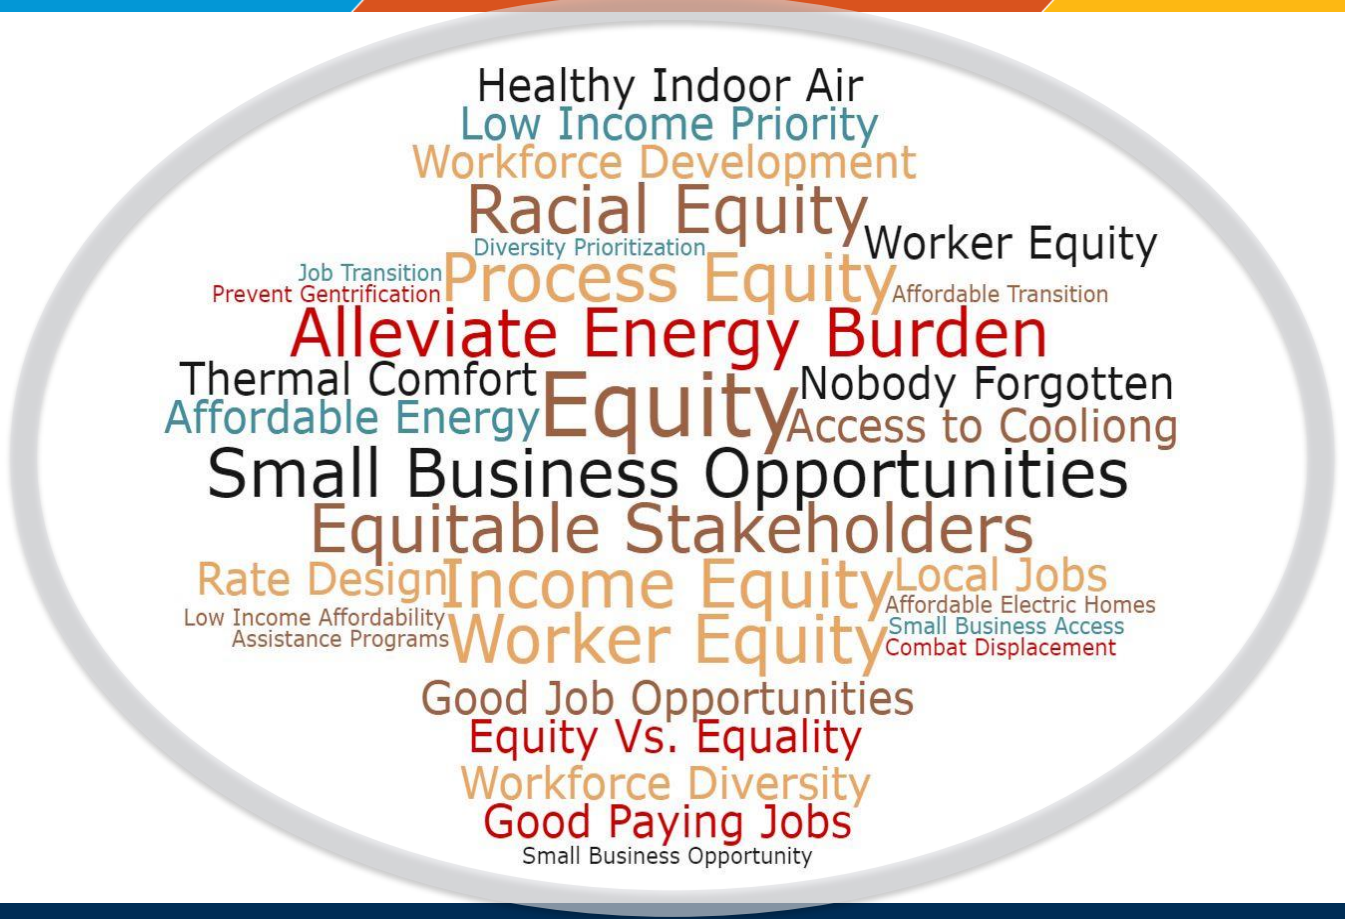 Healthy Indoor Air
Low Income Priority
Workforce Development
Racial Equity
Worker Equity
Diversity Prioritization
Job Transition
Process Equity
Prevent Gentrification
Affordable Transition
Alleviate Energy Burden
Thermal Comfort
Equity
Nobody Forgotten
Affordable Energy
Access to Cooliong
Small Business Opportunities
Equitable Stakeholders
Rate Design
Income Equity
Local Jobs
Affordable Electric Homes
Low Income Affordability
Small Business Access
Assistance Programs
Worker Equity
Combat Displacement
Good Job Opportunities
Equity Vs. Equality
Workforce Diversity
Good Paying Jobs
Small Business Opportunity